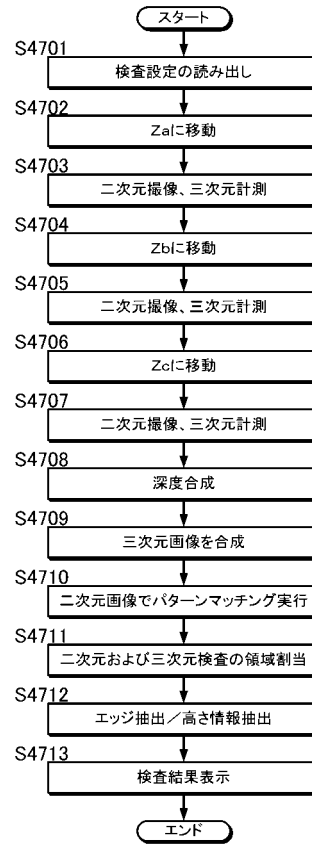 スタート
S4701
検査設定の読み出し
S4702
Zaに移動
S4703
二次元撮像、三次元計測
S4704
Zbに移動
S4705
二次元撮像、三次元計測
S4706
Zcに移動
S4707
二次元撮像、三次元計測
S4708
深度合成
S4709
三次元画像を合成
S4710
二次元画像でパターンマッチング実行
S4711
二次元および三次元検査の領域割当
S4712
エッジ抽出／高さ情報抽出
S4713
検査結果表示
エンド